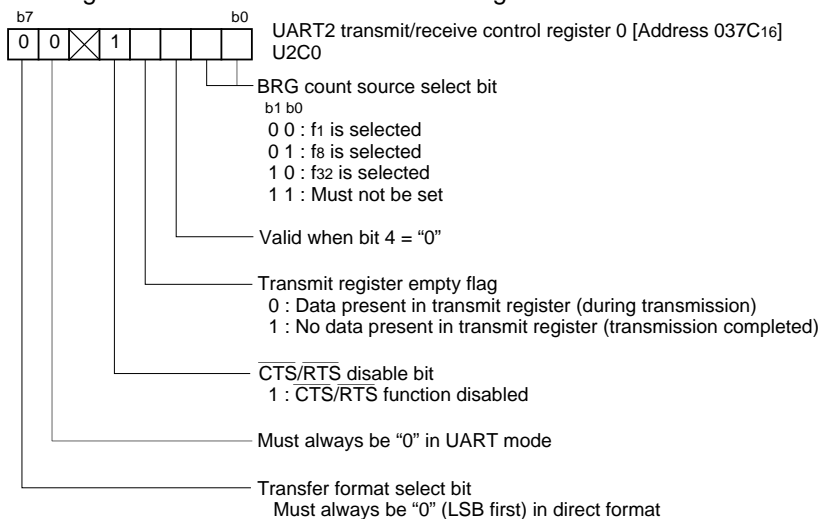 b7 b0
0 0 1
UART2 transmit/receive control register 0 [Address 037C16]
U2C0
BRG count source select bit
b1 b0
0 0 : f1 is selected
0 1 : f8 is selected
1 0 : f32 is selected
1 1 : Must not be set
Valid when bit 4 = “0”
Transmit register empty flag
0 : Data present in transmit register (during transmission)
1 : No data present in transmit register (transmission completed)
CTS/RTS disable bit
1 : CTS/RTS function disabled
Must always be “0” in UART mode
Transfer format select bit
Must always be “0” (LSB first) in direct format